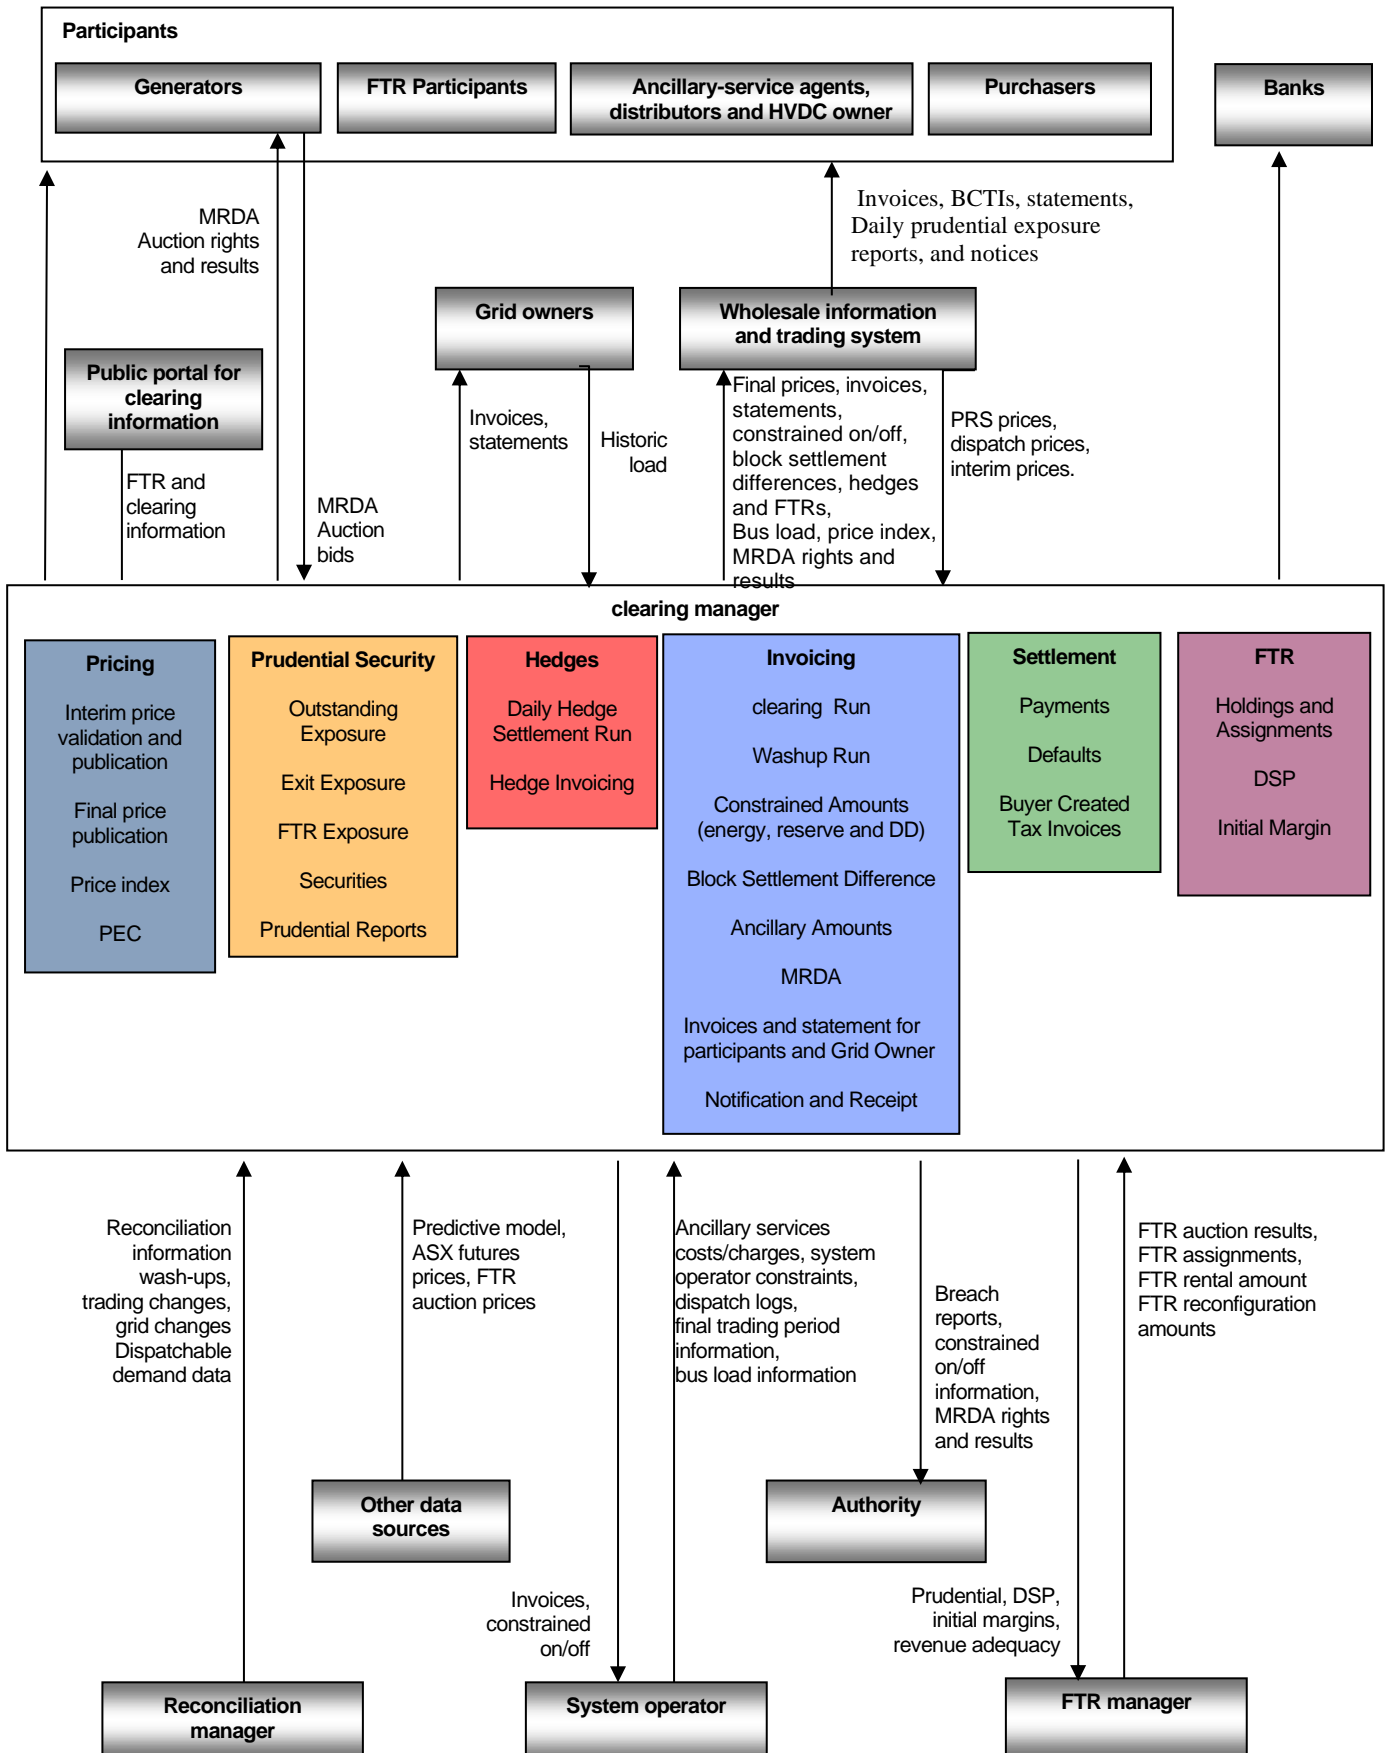 Participants
Generators
FTR Participants
Ancillary-service agents,
distributors and HVDC owner
Purchasers
Banks
MRDA
Auction rights
and results
Invoices, BCTIs, statements,
Daily prudential exposure
reports, and notices
Grid owners
Wholesale information
and trading system
Public portal for
clearing
information
FTR and
clearing
information
MRDA
Auction
bids
Invoices,
statements
Historic
load
Final prices, invoices,
statements,
constrained on/off,
block settlement
differences, hedges
and FTRs,
Bus load, price index,
MRDA rights and
results
PRS prices,
dispatch prices,
interim prices.
clearing manager
Pricing
Interim price
validation and
publication
Final price
publication
Price index
PEC
Prudential Security
Outstanding
Exposure
Exit Exposure
FTR Exposure
Securities
Prudential Reports
Hedges
Daily Hedge
Settlement Run
Hedge Invoicing
Invoicing
clearing Run
Washup Run
Constrained Amounts
(energy, reserve and DD)
Block Settlement Difference
Ancillary Amounts
MRDA
Invoices and statement for
participants and Grid Owner
Notification and Receipt
Settlement
Payments
Defaults
Buyer Created
Tax Invoices
FTR
Holdings and
Assignments
DSP
Initial Margin
Reconciliation
information
wash-ups,
trading changes,
grid changes
Dispatchable
demand data
Predictive model,
ASX futures
prices, FTR
auction prices
Ancillary services
costs/charges, system
operator constraints,
dispatch logs,
final trading period
information,
bus load information
Breach
reports,
constrained
on/off
information,
MRDA rights
and results
FTR auction results,
FTR assignments,
FTR rental amount
FTR reconfiguration
amounts
Other data
sources
Authority
Invoices,
constrained
on/off
Prudential, DSP,
initial margins,
revenue adequacy
Reconciliation
manager
System operator
FTR manager